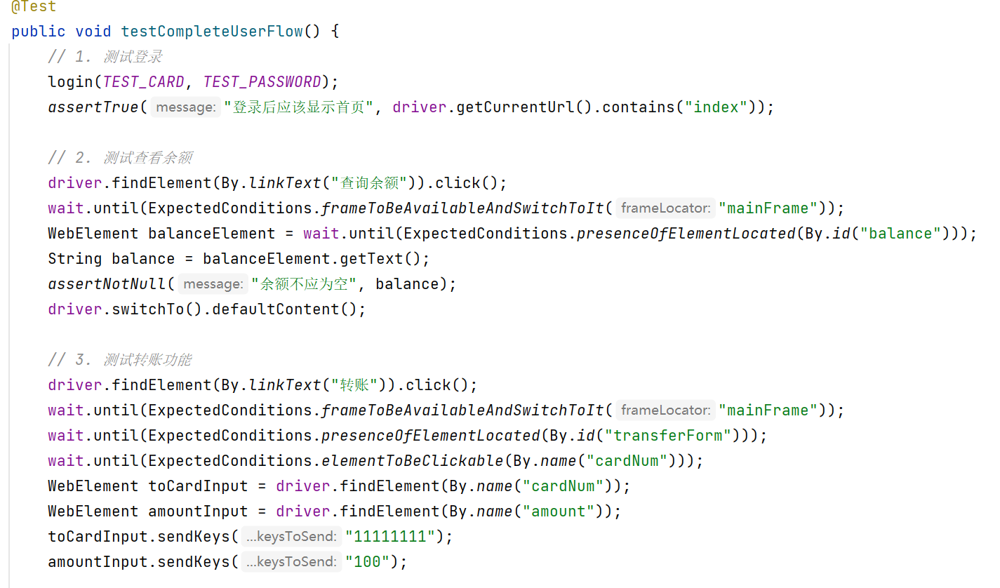 @Test
public void testCompleteUserFlow() {
// 1. 测试登录
login(TEST_CARD, TEST_PASSWORD);
assertTrue( message: "登录后应该显示首页", driver.getCurrentUrl().contains("index"));
// 2. 测试查看余额
driver.findElement(By.linkText("查询余额")).click();
wait.until(ExpectedConditions.frameToBeAvailableAndSwitchToIt( frameLocator: "mainFrame"));
WebElement balanceElement = wait.until(ExpectedConditions.presenceOfElementLocated(By.id("balance")));
String balance = balanceElement.getText();
assertNotNull( message: "余额不应为空", balance);
driver.switchTo().defaultContent();
// 3. 测试转账功能
driver.findElement(By.linkText("转账")).click();
wait.until(ExpectedConditions.frameToBeAvailableAndSwitchToIt( frameLocator: "mainFrame"));
wait.until(ExpectedConditions.presenceOfElementLocated(By.id("transferForm")));
wait.until(ExpectedConditions.elementToBeClickable(By.name("cardNum")));
WebElement toCardInput = driver.findElement(By.name("cardNum"));
WebElement amountInput = driver.findElement(By.name("amount"));
toCardInput.sendKeys( ...keysToSend: "11111111");
amountInput.sendKeys( ...keysToSend: "100");